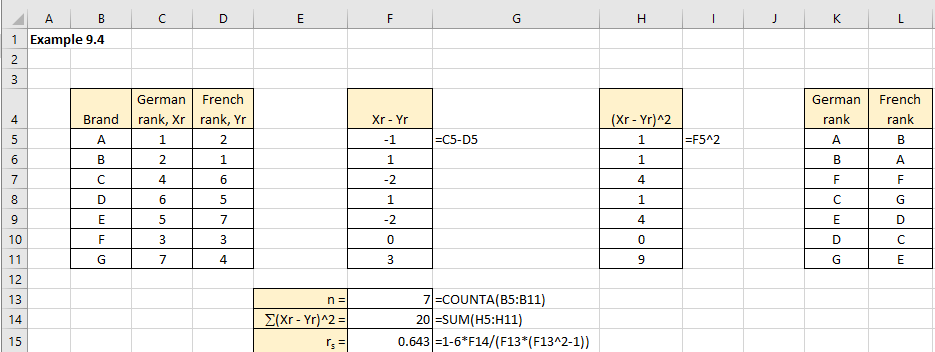 A B C D E F G H I J K L
1 Example 9.4
2
3
German French German French
4 Brand rank, Xr rank, Yr Xr - Yr (Xr - Yr)^2 rank rank
5 A 1 2 -1 =C5-D5 1 =F5^2 A B
6 B 2 1 1 1 B A
7 C 4 6 -2 4 F F
8 D 6 5 1 1 C G
9 E 5 7 -2 4 E D
10 F 3 3 0 0 D C
11 G 7 4 3 9 G E
12
13 n = 7 =COUNTA(B5:B11)
14 ∑(Xr - Yr)^2 = 20 =SUM(H5:H11)
15 rₛ = 0.643 =1-6*F14/(F13*(F13^2-1))